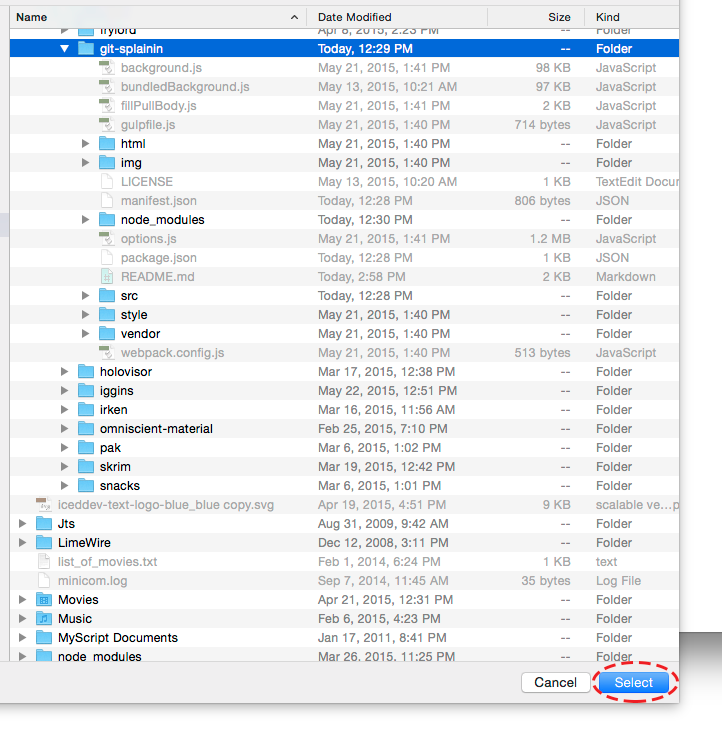 Name Date Modified Size Kind
frylord Apr 8, 2015, 2:23 PM -- Folder
git-splainin Today, 12:29 PM -- Folder
background.js May 21, 2015, 1:41 PM 98 KB JavaScript
bundledBackground.js May 13, 2015, 10:21 AM 97 KB JavaScript
fillPullBody.js May 21, 2015, 1:41 PM 2 KB JavaScript
gulpfile.js May 21, 2015, 1:40 PM 714 bytes JavaScript
html May 21, 2015, 1:40 PM -- Folder
img May 21, 2015, 1:40 PM -- Folder
LICENSE May 13, 2015, 10:20 AM 1 KB TextEdit Docu
manifest.json Today, 12:28 PM 806 bytes JSON
node_modules Today, 12:30 PM -- Folder
options.js May 21, 2015, 1:41 PM 1.2 MB JavaScript
package.json Today, 12:28 PM 1 KB JSON
README.md Today, 2:58 PM 2 KB Markdown
src Today, 12:28 PM -- Folder
style May 21, 2015, 1:40 PM -- Folder
vendor May 21, 2015, 1:40 PM -- Folder
webpack.config.js May 21, 2015, 1:40 PM 513 bytes JavaScript
holovisor Mar 17, 2015, 12:38 PM -- Folder
iggins May 22, 2015, 12:51 PM -- Folder
irken Mar 16, 2015, 11:56 AM -- Folder
omniscient-material Feb 25, 2015, 7:10 PM -- Folder
pak Mar 6, 2015, 1:02 PM -- Folder
skrim Mar 19, 2015, 12:42 PM -- Folder
snacks Mar 6, 2015, 1:01 PM -- Folder
iceddev-text-logo-blue_blue copy.svg Apr 19, 2015, 4:51 PM 9 KB scalable ve...p
Jts Aug 31, 2009, 9:42 AM -- Folder
LimeWire Dec 12, 2008, 3:11 PM -- Folder
list_of_movies.txt Feb 1, 2014, 6:24 PM 1 KB text
minicom.log Sep 7, 2014, 11:45 AM 35 bytes Log File
Movies Apr 21, 2015, 12:31 PM -- Folder
Music Feb 6, 2015, 4:23 PM -- Folder
MyScript Documents Jan 17, 2011, 8:41 PM -- Folder
node_modules Mar 26, 2015, 11:25 PM -- Folder
Cancel Select